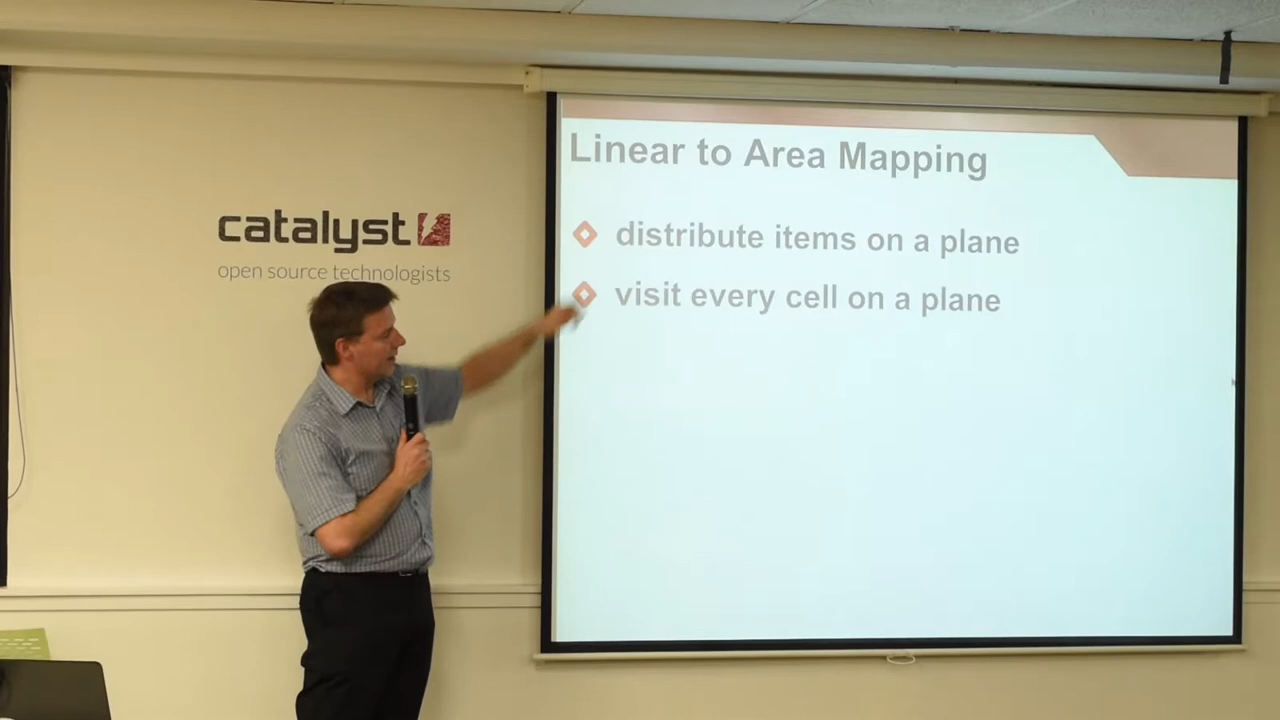 catalyst
open source technologists
Linear to Area Mapping
distribute items on a plane
visit every cell on a plane